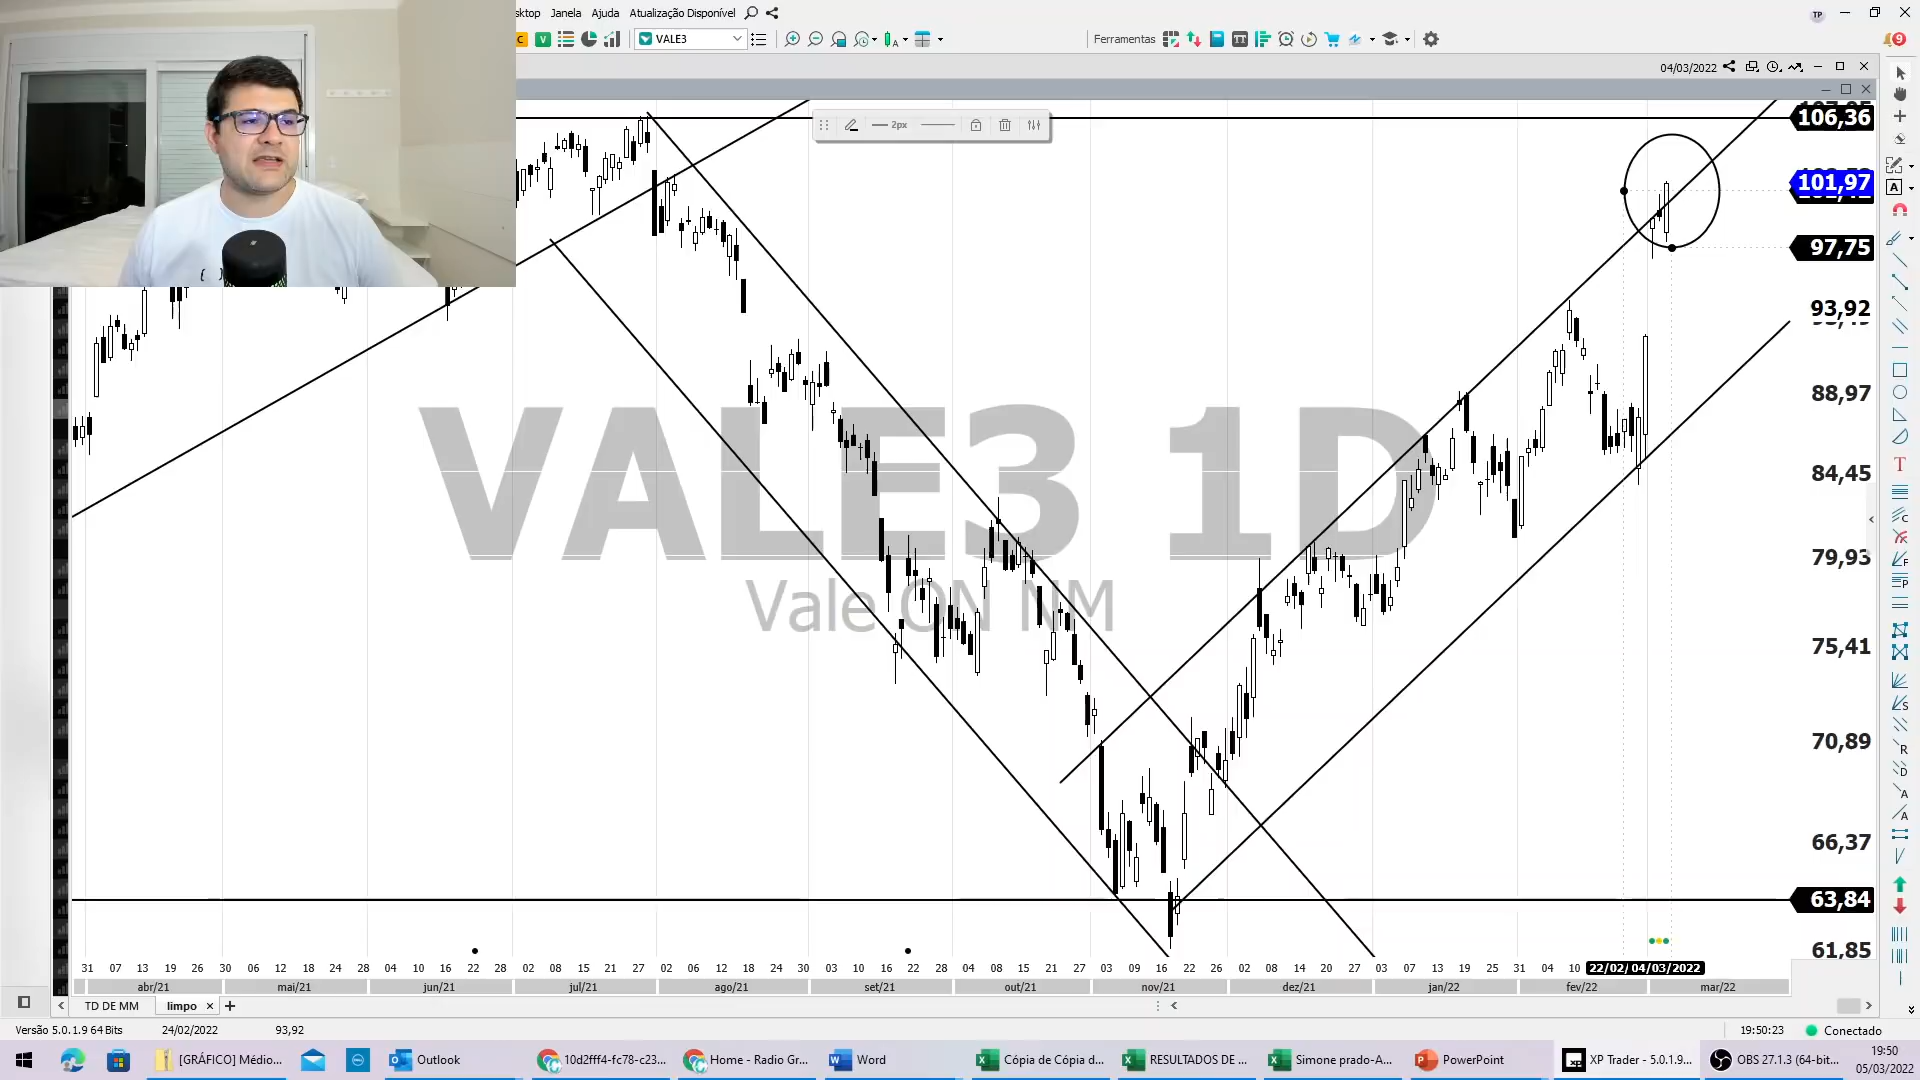 sktop Janela Ajuda Atualização Disponível
TP
C V VALE3
Ferramentas
9
04/03/2022
2px
106,36
101,97
97,75
93,92
88,97
84,45
79,93
75,41
70,89
66,37
63,84
61,85
VALE3 1D
Vale ON NM
31 07 13 19 26 30 06 12 18 24 28 04 10 16 22 28 02 08 14 20 26 02 06 12 18 24 30 03 09 15 21 27 04 08 15 21 27 03 09 16 22 26 02 08 14 20 27 03 07 13 19 25 31 04 10 22/02/ 04/03/2022
abr/21 mai/21 jun/21 jul/21 ago/21 set/21 out/21 nov/21 dez/21 jan/22 fev/22 mar/22
TD DE MM limpo
Versão 5.0.1.9 64 Bits 24/02/2022 93,92 19:50:23 Conectado
[GRÁFICO] Médio... Outlook 10d2fff4-fc78-c23... Home - Radio Gr... Word Cópia de Cópia d... RESULTADOS DE ... Simone prado-A... PowerPoint XP Trader - 5.0.1.9... OBS 27.1.3 (64-bit... 19:50
05/03/2022